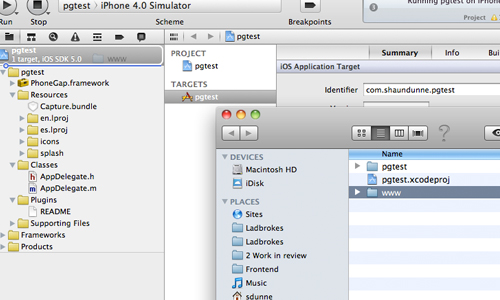 pgtest > iPhone 4.0 Simulator
Running pgtest on iPhon
Run
Stop
Scheme
Breakpoints
Project
pgtest
pgtest
1 target, iOS SDK 5.0
www
pgtest
PhoneGap.framework
Resources
Capture.bundle
en.lproj
es.lproj
icons
splash
Classes
AppDelegate.h
AppDelegate.m
Plugins
README
Supporting Files
Frameworks
Products
PROJECT
pgtest
TARGETS
pgtest
Summary
Info
Build
iOS Application Target
Identifier
com.shaundunne.pgtest
DEVICES
Macintosh HD
iDisk
PLACES
Sites
Ladbrokes
Ladbrokes
2 Work in review
Frontend
Music
sdunne
Name
pgtest
pgtest.xcodeproj
www